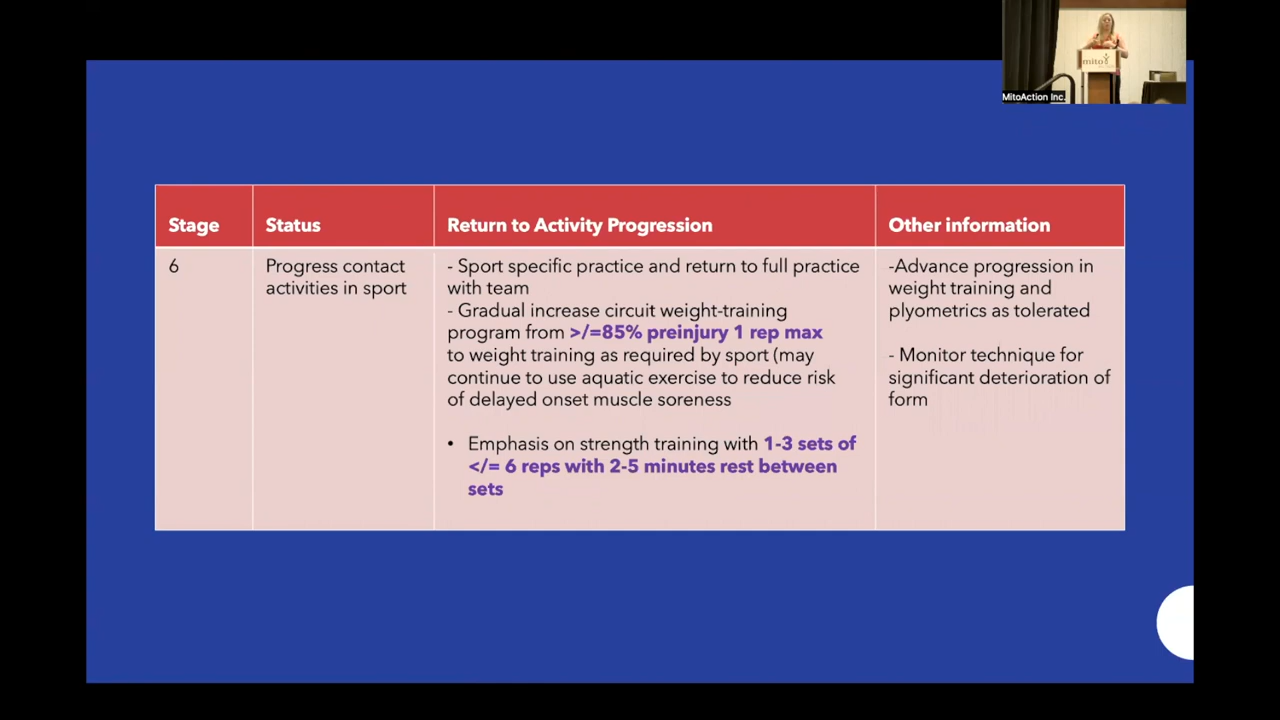 mito
MitoAction Inc.
Stage
Status
Return to Activity Progression
Other information
6
Progress contact
activities in sport
- Sport specific practice and return to full practice
with team
- Gradual increase circuit weight-training
program from >/=85% preinjury 1 rep max
to weight training as required by sport (may
continue to use aquatic exercise to reduce risk
of delayed onset muscle soreness
• Emphasis on strength training with 1-3 sets of
</= 6 reps with 2-5 minutes rest between
sets
-Advance progression in
weight training and
plyometrics as tolerated
- Monitor technique for
significant deterioration of
form